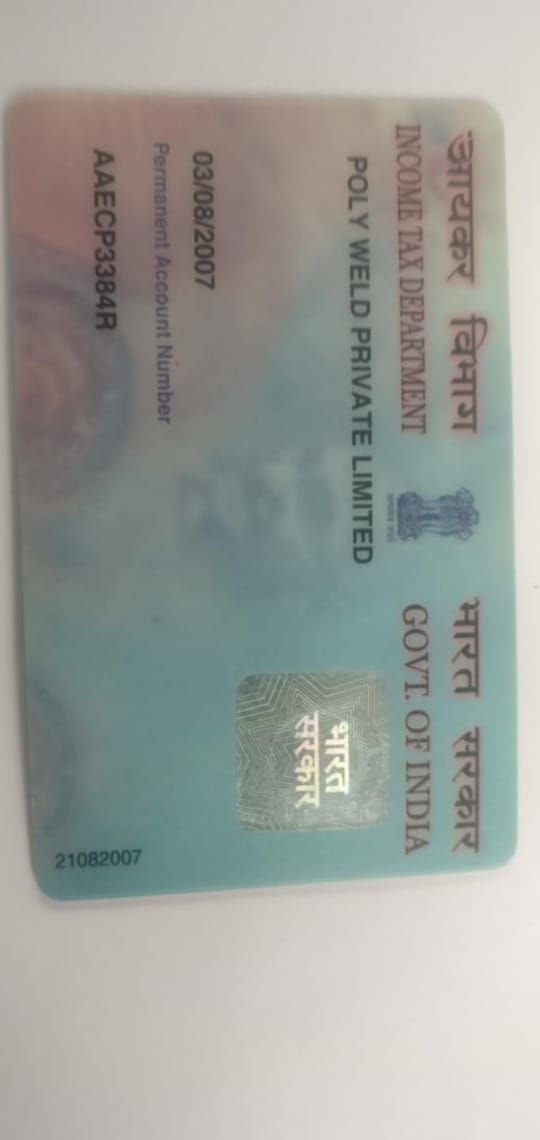 आयकर विभाग
INCOME TAX DEPARTMENT
भारत सरकार
GOVT. OF INDIA
POLY WELD PRIVATE LIMITED
03/08/2007
Permanent Account Number
AAECP3384R
भारत
सरकार
21082007